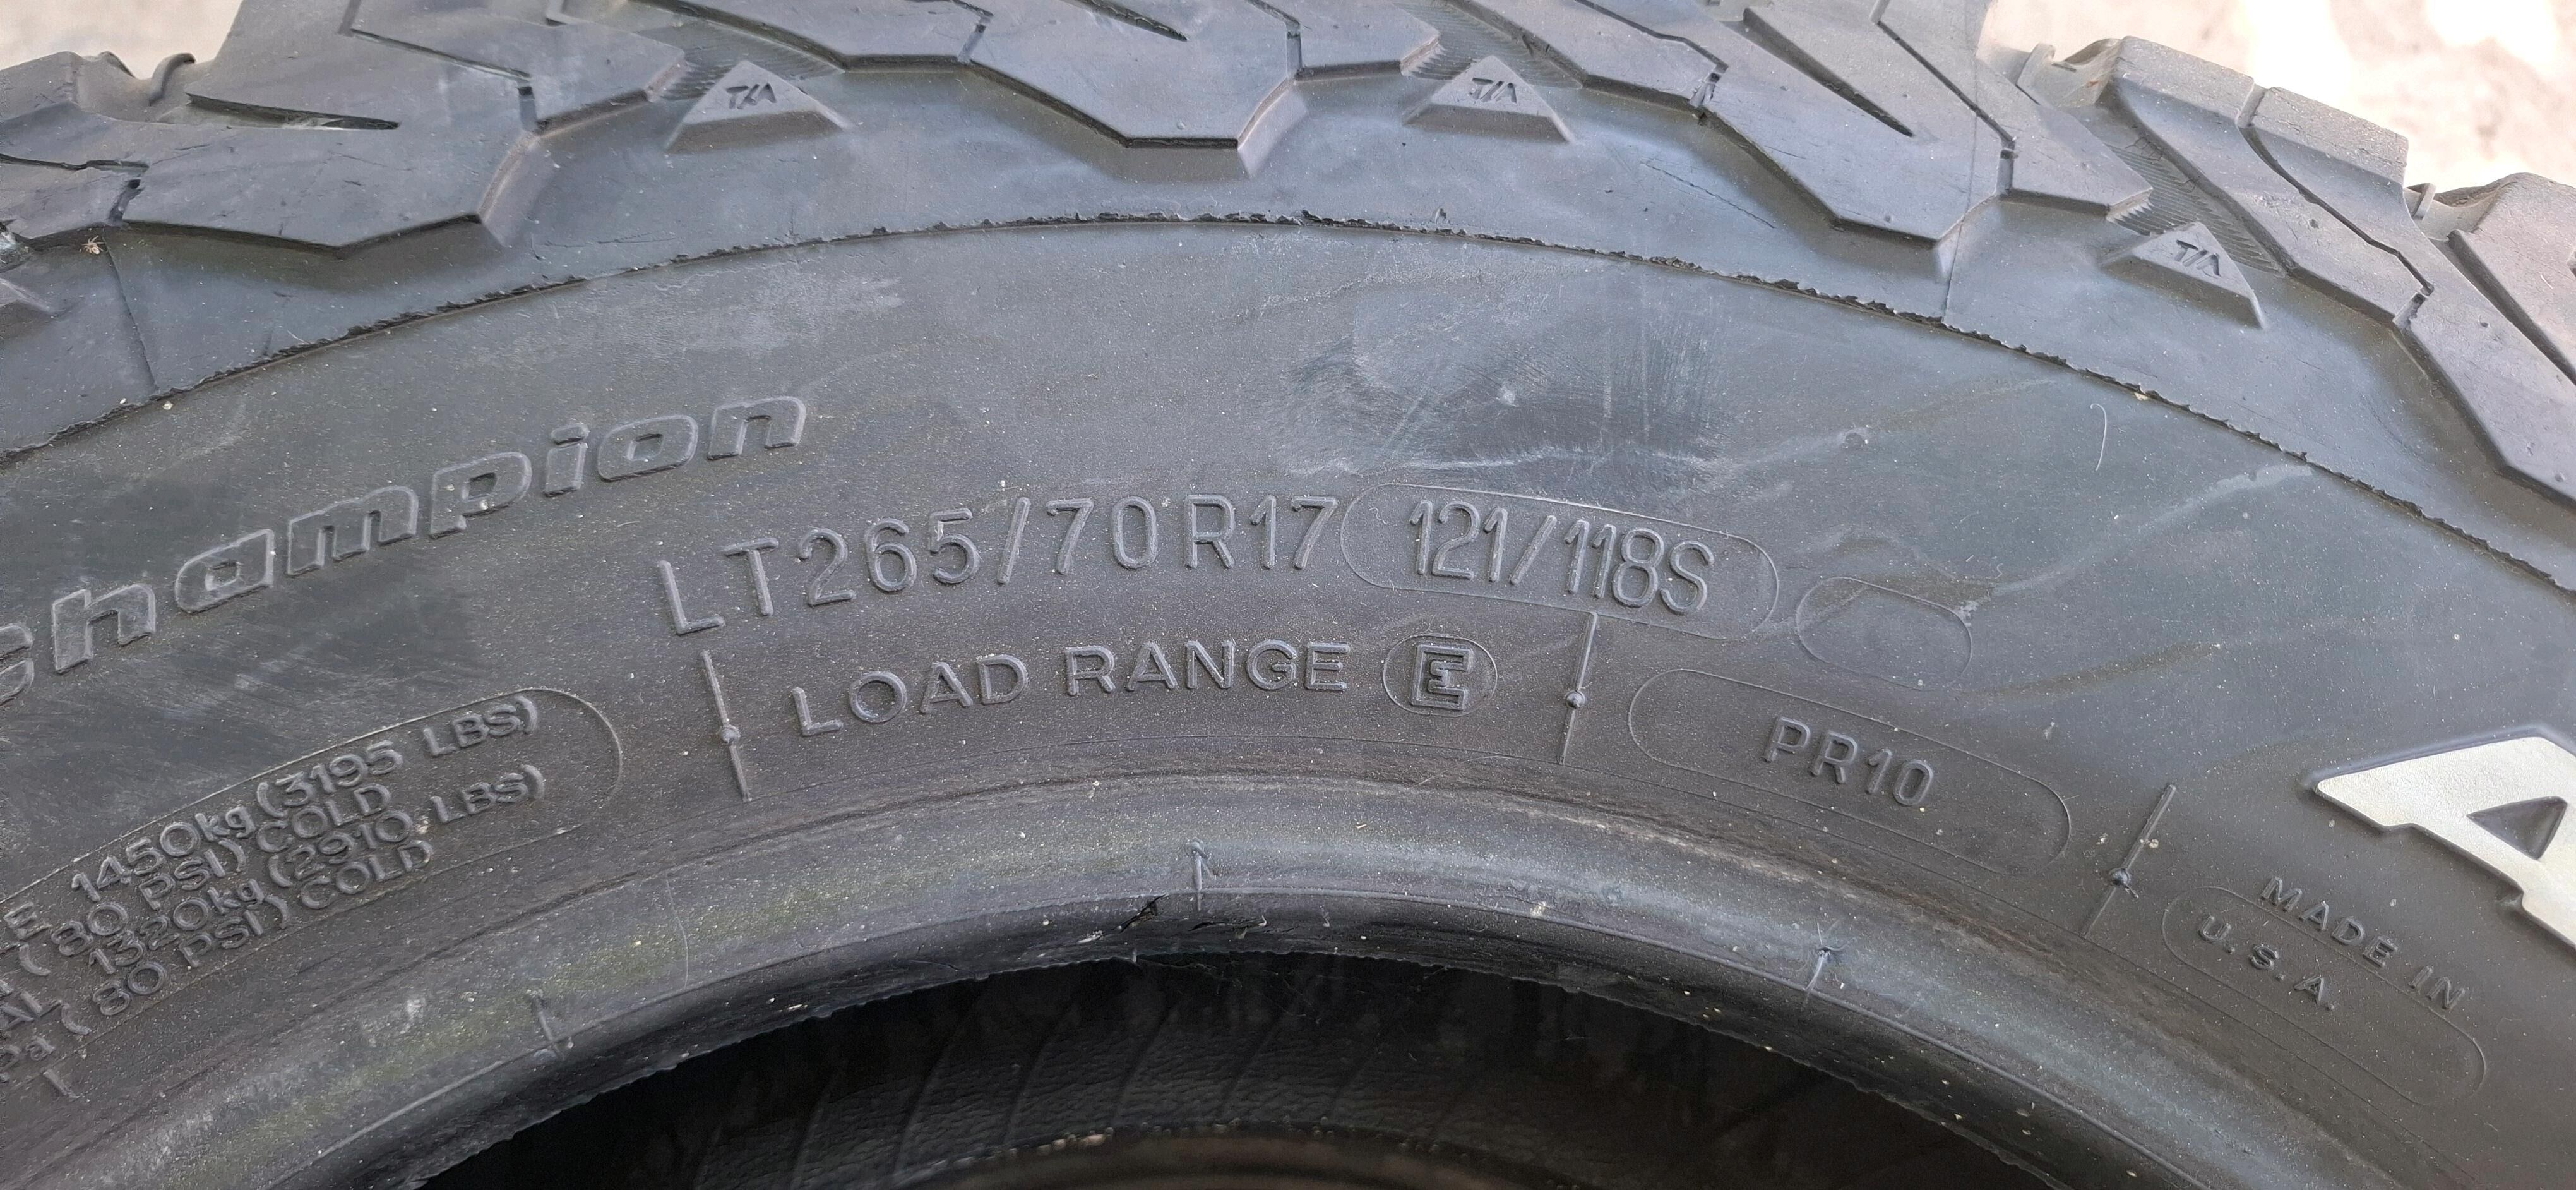 T/A
T/A
T/A
champion
LT265/70R17 121/118S
LOAD RANGE E
PR10
E 1450kg (3195 LBS)
( 80 PSI) COLD
1320kg (2910 LBS)
( 80 PSI) COLD
MADE IN
U.S.A.
A